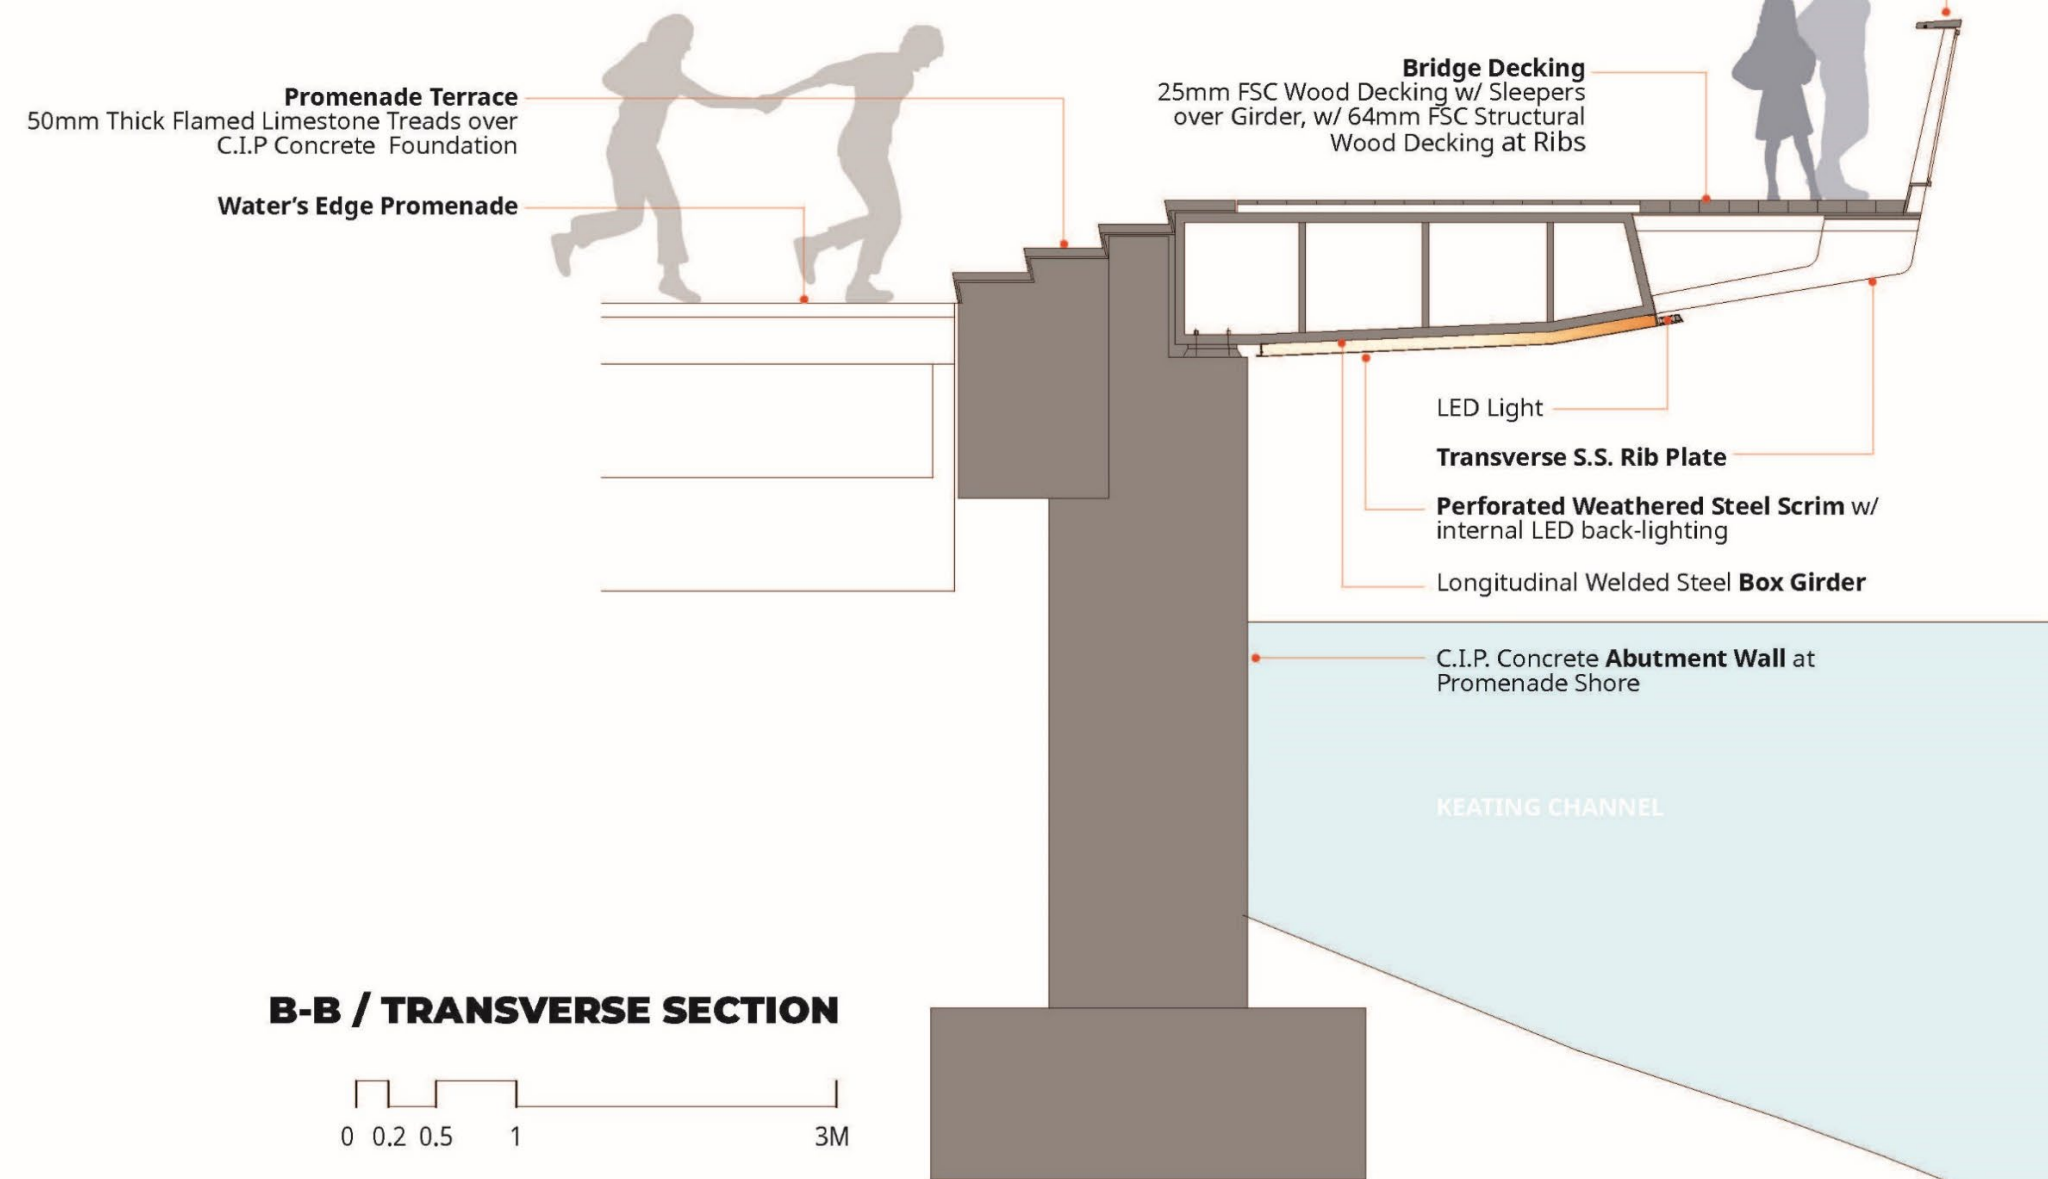 Promenade Terrace
50mm Thick Flamed Limestone Treads over
C.I.P Concrete Foundation
Water's Edge Promenade
Bridge Decking
25mm FSC Wood Decking w/ Sleepers
over Girder, w/ 64mm FSC Structural
Wood Decking at Ribs
LED Light
Transverse S.S. Rib Plate
Perforated Weathered Steel Scrim w/
internal LED back-lighting
Longitudinal Welded Steel Box Girder
C.I.P. Concrete Abutment Wall at
Promenade Shore
KEATING CHANNEL
B-B / TRANSVERSE SECTION
0 0.2 0.5 1 3M